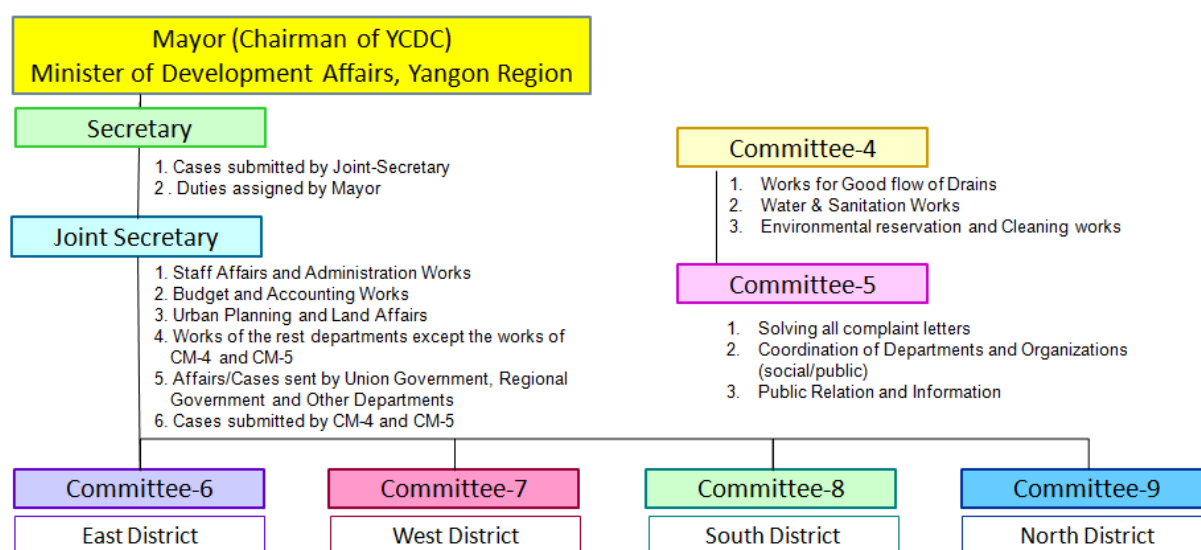 Mayor (Chairman of YCDC)
Minister of Development Affairs, Yangon Region
Secretary
1. Cases submitted by Joint-Secretary
2 . Duties assigned by Mayor
Joint Secretary
1. Staff Affairs and Administration Works
2. Budget and Accounting Works
3. Urban Planning and Land Affairs
4. Works of the rest departments except the works of
CM-4 and CM-5
5. Affairs/Cases sent by Union Government, Regional
Government and Other Departments
6. Cases submitted by CM-4 and CM-5
Committee-4
1. Works for Good flow of Drains
2. Water & Sanitation Works
3. Environmental reservation and Cleaning works
Committee-5
1. Solving all complaint letters
2. Coordination of Departments and Organizations
(social/public)
3. Public Relation and Information
Committee-6
East District
Committee-7
West District
Committee-8
South District
Committee-9
North District